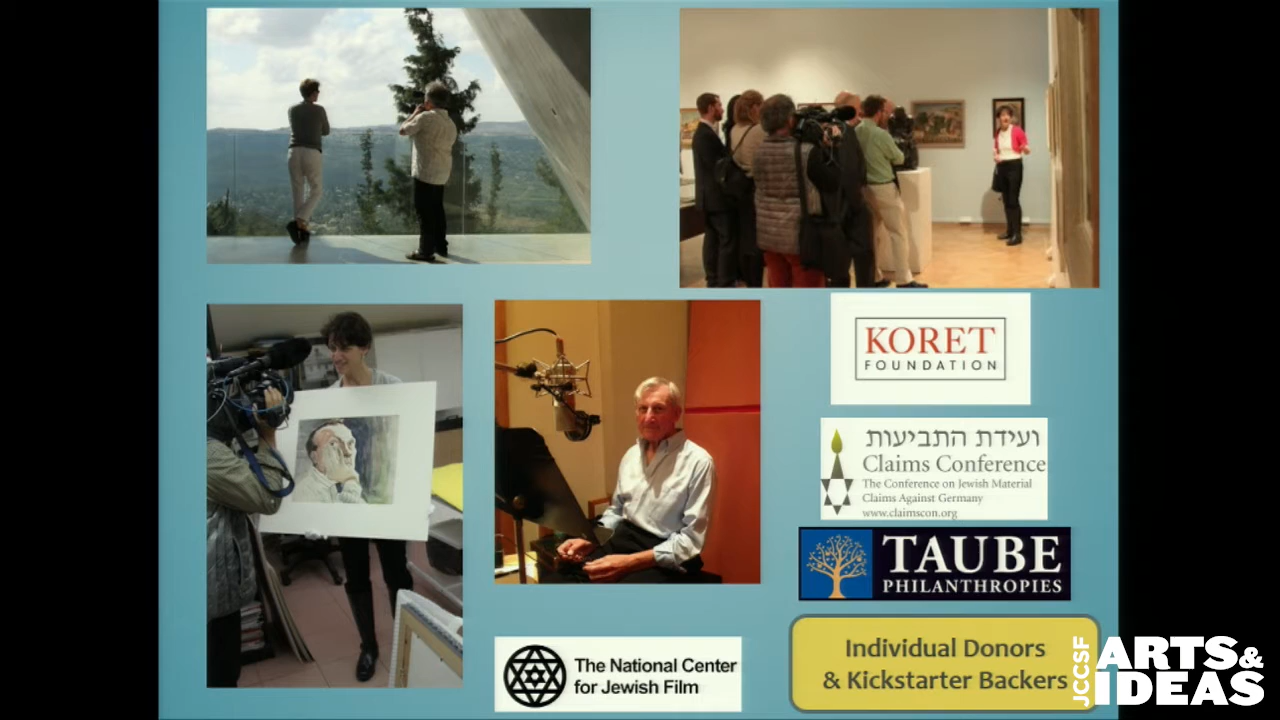 KORET
FOUNDATION
ועידת התביעות
Claims Conference
The Conference on Jewish Material
Claims Against Germany
www.claimscon.org
TAUBE
PHILANTHROPIES
The National Center
for Jewish Film
Individual Donors
& Kickstarter Backers
JCCSF
ARTS&
IDEAS